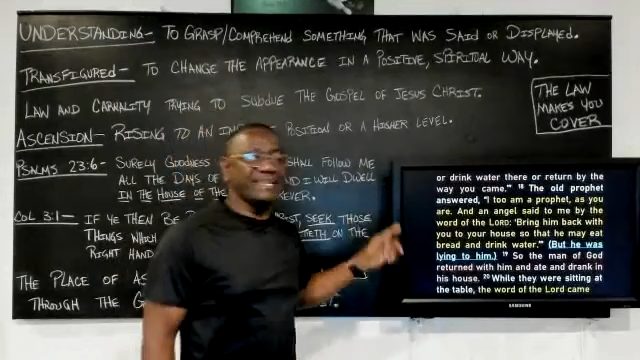 UNDERSTANDING- TO GRASP/COMPREHEND SOMETHING THAT WAS SAID OR DISPLAYED.
TRANSFIGURED- TO CHANGE THE APPEARANCE IN A POSITIVE, SPIRITUAL WAY.
LAW AND CARNALITY TRYING TO SUBDUE THE GOSPEL OF JESUS CHRIST.
THE LAW
MAKES YOU
COVER
ASCENSION- RISING TO AN POSITION OR A HIGHER LEVEL.
PSALMS 23:6- SURELY GOODNESS SHALL FOLLOW ME
ALL THE DAYS OF AND I WILL DWELL
IN THE HOUSE OF THE
COL 3:1- IF YE THEN BE SEEK THOSE
THINGS WHICH ON THE
RIGHT HAND
THE PLACE OF
THROUGH THE
or drink water there or return by the
way you came.” 18 The old prophet
answered, “I too am a prophet, as you
are. And an angel said to me by the
word of the LORD: ‘Bring him back with
you to your house so that he may eat
bread and drink water.’” (But he was
lying to him.) 19 So the man of God
returned with him and ate and drank in
his house. 20 While they were sitting at
the table, the word of the Lord came
SAMSUNG